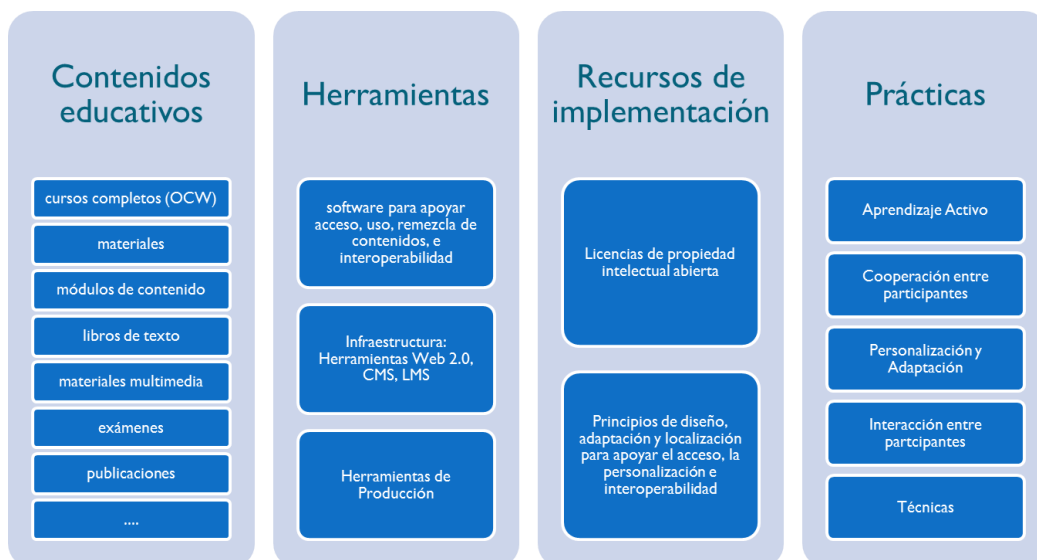 Contenidos
educativos
cursos completos (OCW)
materiales
módulos de contenido
libros de texto
materiales multimedia
exámenes
publicaciones
....
Herramientas
software para apoyar
acceso, uso, remezcla de
contenidos, e
interoperabilidad
Infraestructura:
Herramientas Web 2.0,
CMS, LMS
Herramientas de
Producción
Recursos de
implementación
Licencias de propiedad
intelectual abierta
Principios de diseño,
adaptación y localización
para apoyar el acceso, la
personalización e
interoperabilidad
Prácticas
Aprendizaje Activo
Cooperación entre
participantes
Personalización y
Adaptación
Interacción entre
partcipantes
Técnicas